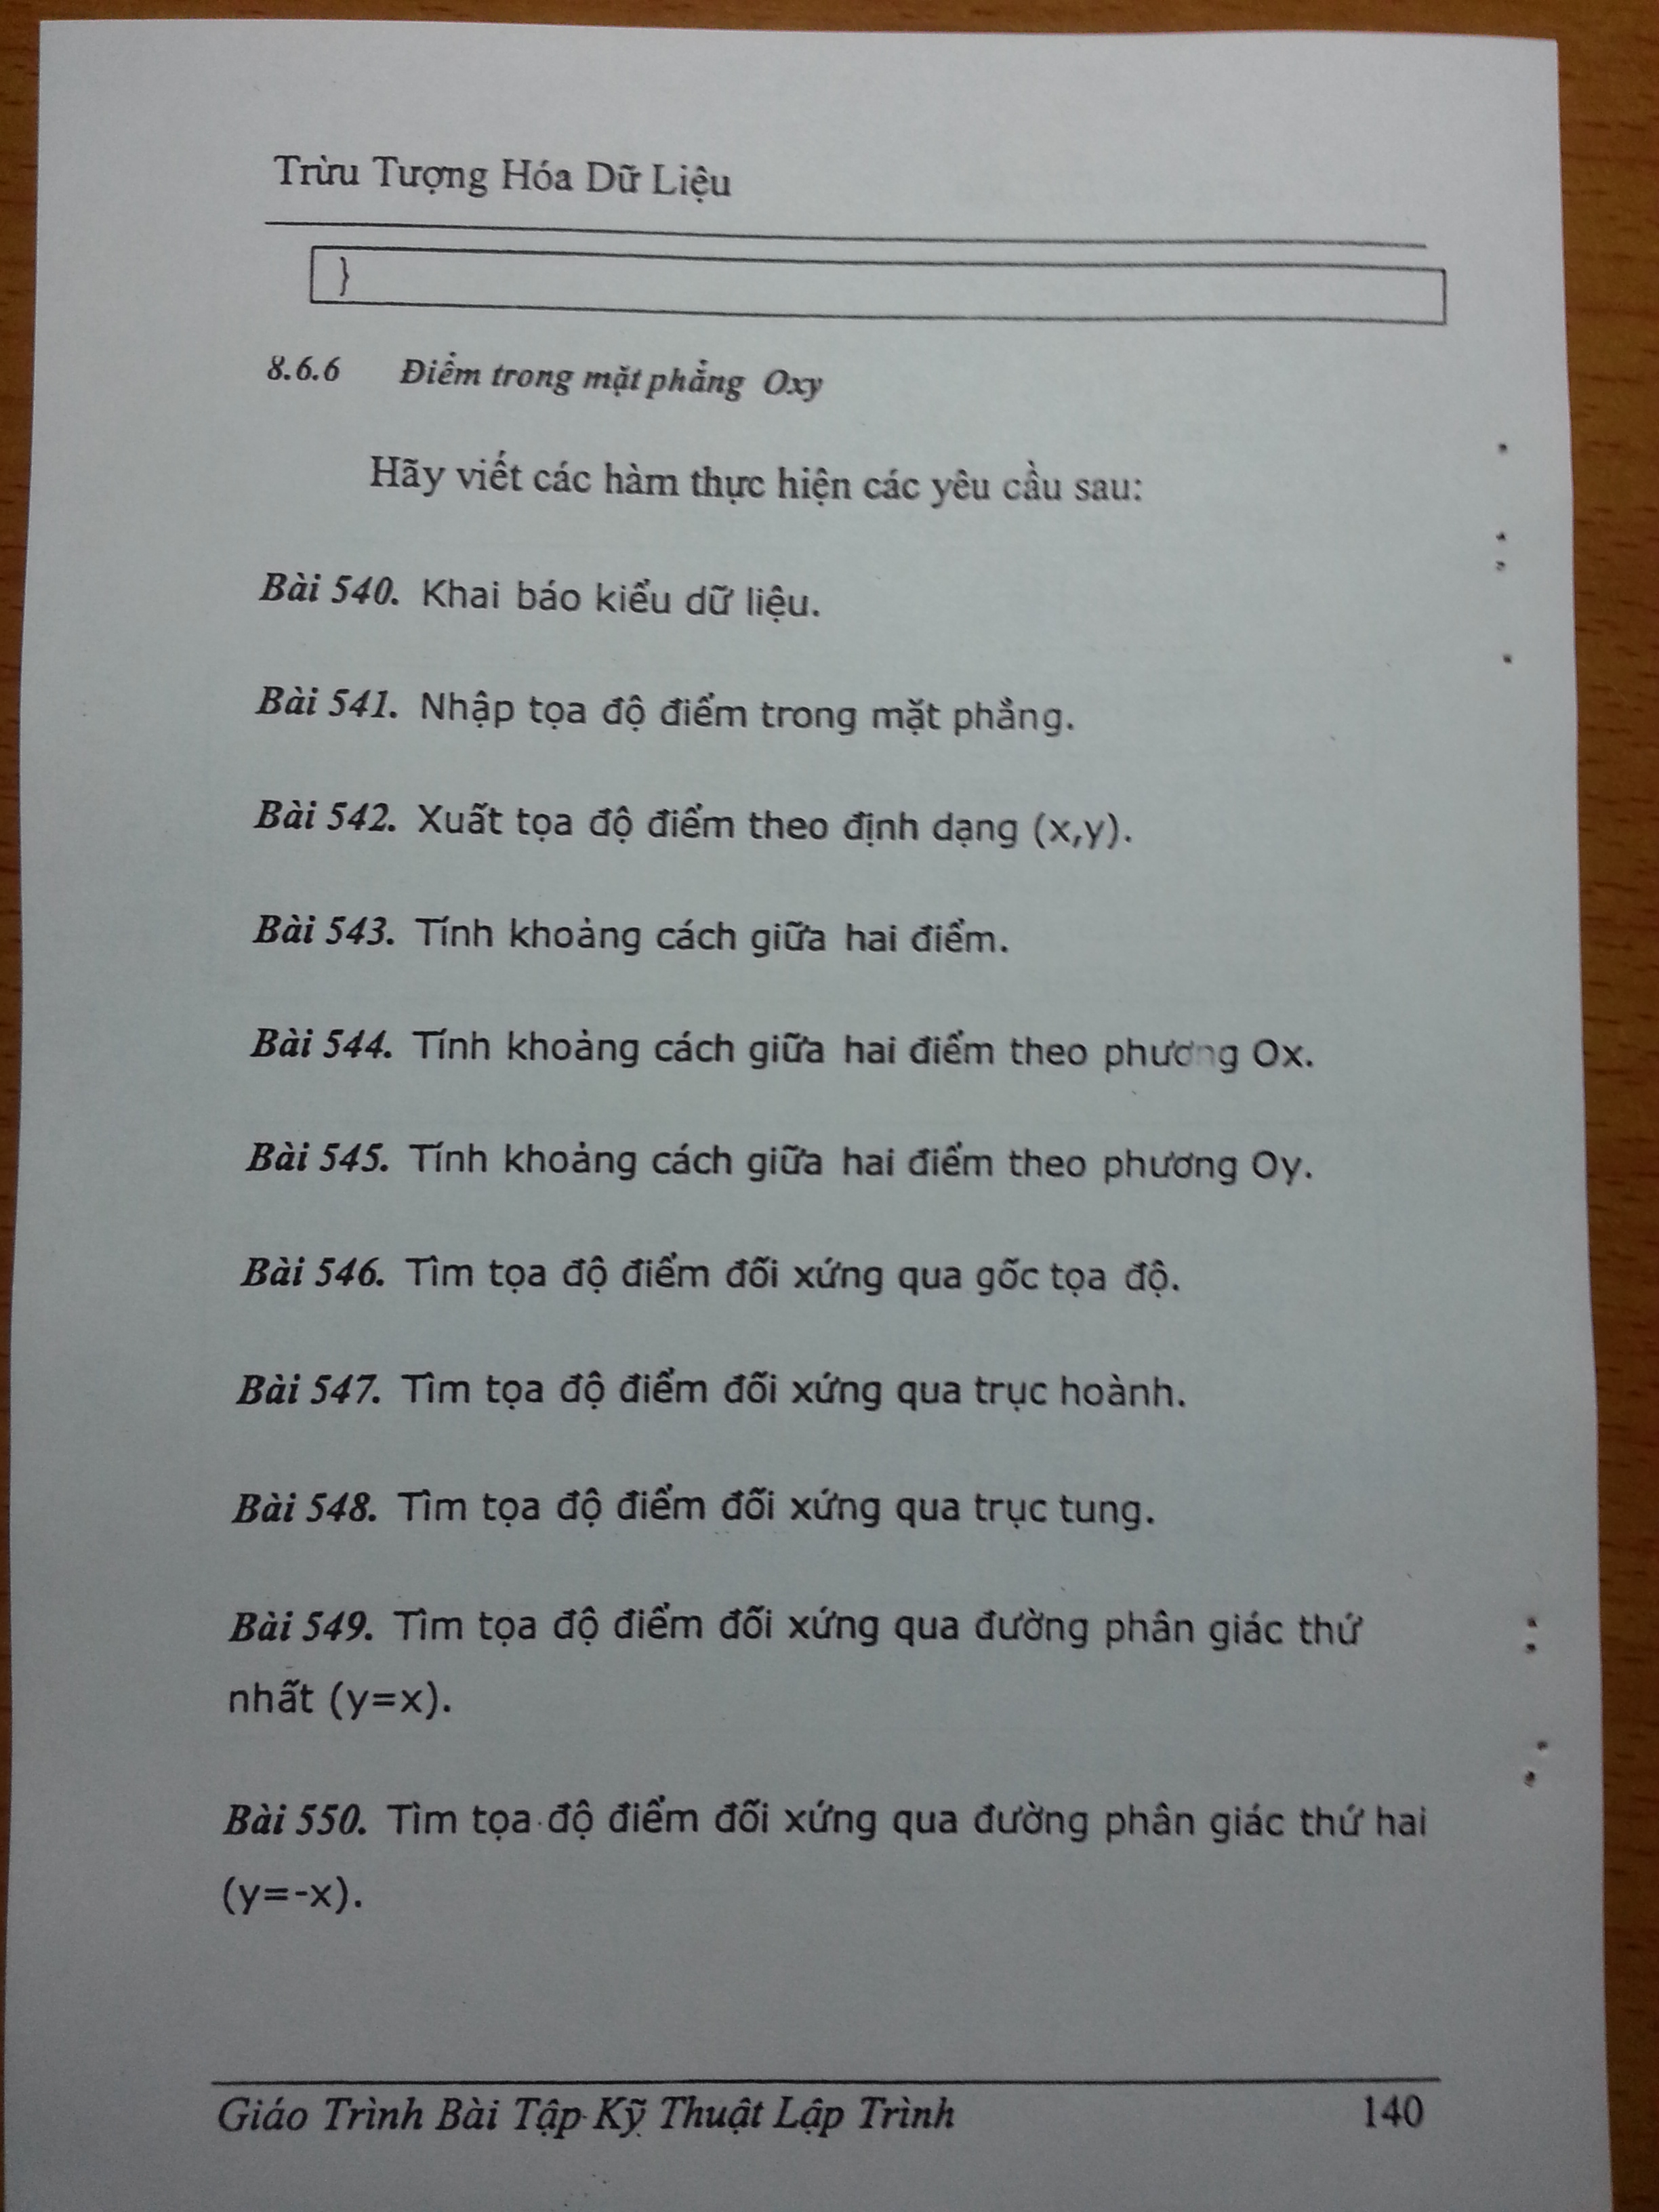 Trừu Tượng Hóa Dữ Liệu
}
8.6.6 Điểm trong mặt phẳng Oxy
Hãy viết các hàm thực hiện các yêu cầu sau:
Bài 540. Khai báo kiểu dữ liệu.
Bài 541. Nhập tọa độ điểm trong mặt phẳng.
Bài 542. Xuất tọa độ điểm theo định dạng (x,y).
Bài 543. Tính khoảng cách giữa hai điểm.
Bài 544. Tính khoảng cách giữa hai điểm theo phương Ox.
Bài 545. Tính khoảng cách giữa hai điểm theo phương Oy.
Bài 546. Tìm tọa độ điểm đối xứng qua gốc tọa độ.
Bài 547. Tìm tọa độ điểm đối xứng qua trục hoành.
Bài 548. Tìm tọa độ điểm đối xứng qua trục tung.
Bài 549. Tìm tọa độ điểm đối xứng qua đường phân giác thứ
nhất (y=x).
Bài 550. Tìm tọa độ điểm đối xứng qua đường phân giác thứ hai
(y=-x).
Giáo Trình Bài Tập Kỹ Thuật Lập Trình 140